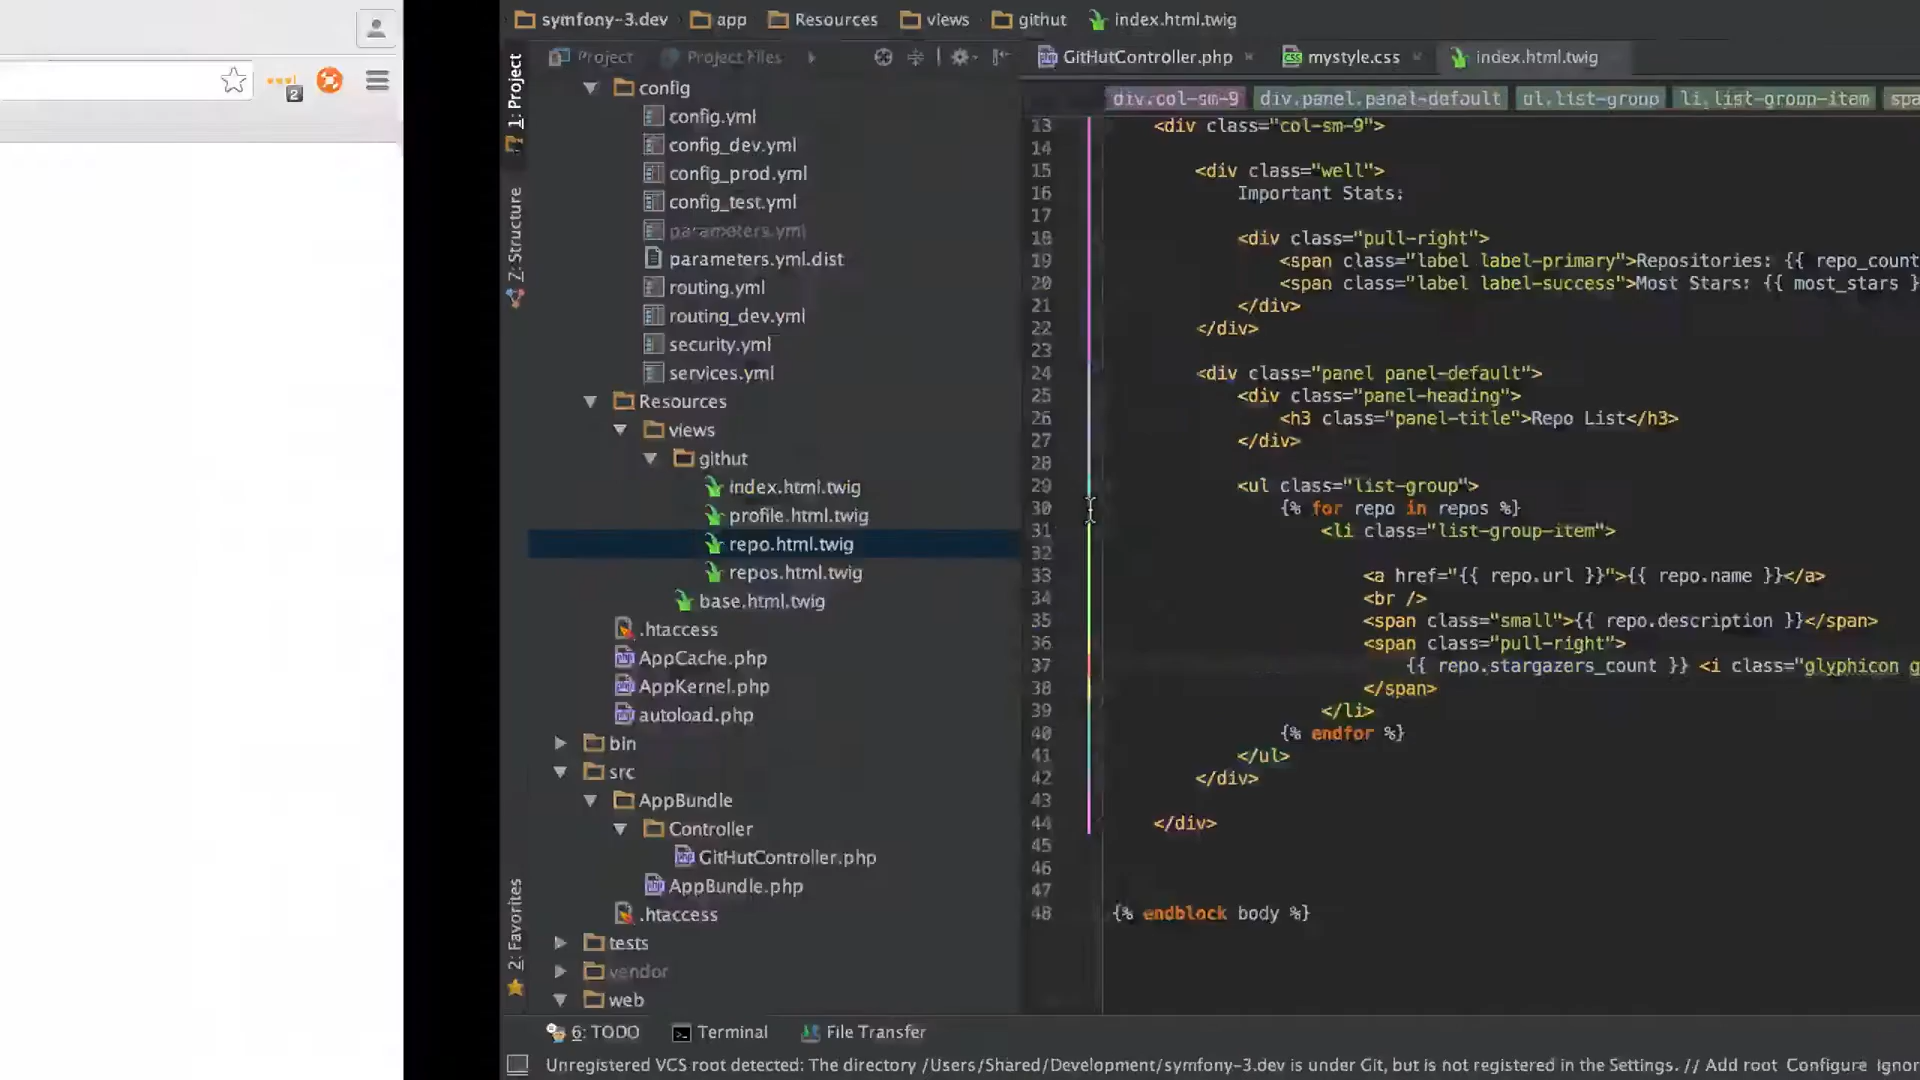 symfony-3.dev app Resources views githut index.html.twig
1: Project
Project Project Files
GitHutController.php mystyle.css index.html.twig
2
div.col-sm-9 div.panel.panal-default ul.list-group li.list-group-item spa
config
config.yml
config_dev.yml
config_prod.yml
config_test.yml
parameters.yml
parameters.yml.dist
routing.yml
routing_dev.yml
security.yml
services.yml
Resources
views
githut
index.html.twig
profile.html.twig
repo.html.twig
repos.html.twig
base.html.twig
.htaccess
AppCache.php
AppKernel.php
autoload.php
bin
src
AppBundle
Controller
GitHutController.php
AppBundle.php
.htaccess
tests
vendor
web
Z: Structure
2: Favorites
13 <div class="col-sm-9">
14
15 <div class="well">
16 Important Stats:
17
18 <div class="pull-right">
19 <span class="label label-primary">Repositories: {{ repo_count
20 <span class="label label-success">Most Stars: {{ most_stars }
21 </div>
22 </div>
23
24 <div class="panel panel-default">
25 <div class="panel-heading">
26 <h3 class="panel-title">Repo List</h3>
27 </div>
28
29 <ul class="list-group">
30 {% for repo in repos %}
31 <li class="list-group-item">
32
33 <a href="{{ repo.url }}">{{ repo.name }}</a>
34 <br />
35 <span class="small">{{ repo.description }}</span>
36 <span class="pull-right">
37 {{ repo.stargazers_count }} <i class="glyphicon g
38 </span>
39 </li>
40 {% endfor %}
41 </ul>
42 </div>
43
44 </div>
45
46
47
48 {% endblock body %}
6: TODO Terminal File Transfer
Unregistered VCS root detected: The directory /Users/Shared/Development/symfony-3.dev is under Git, but is not registered in the Settings. // Add root Configure Ignor